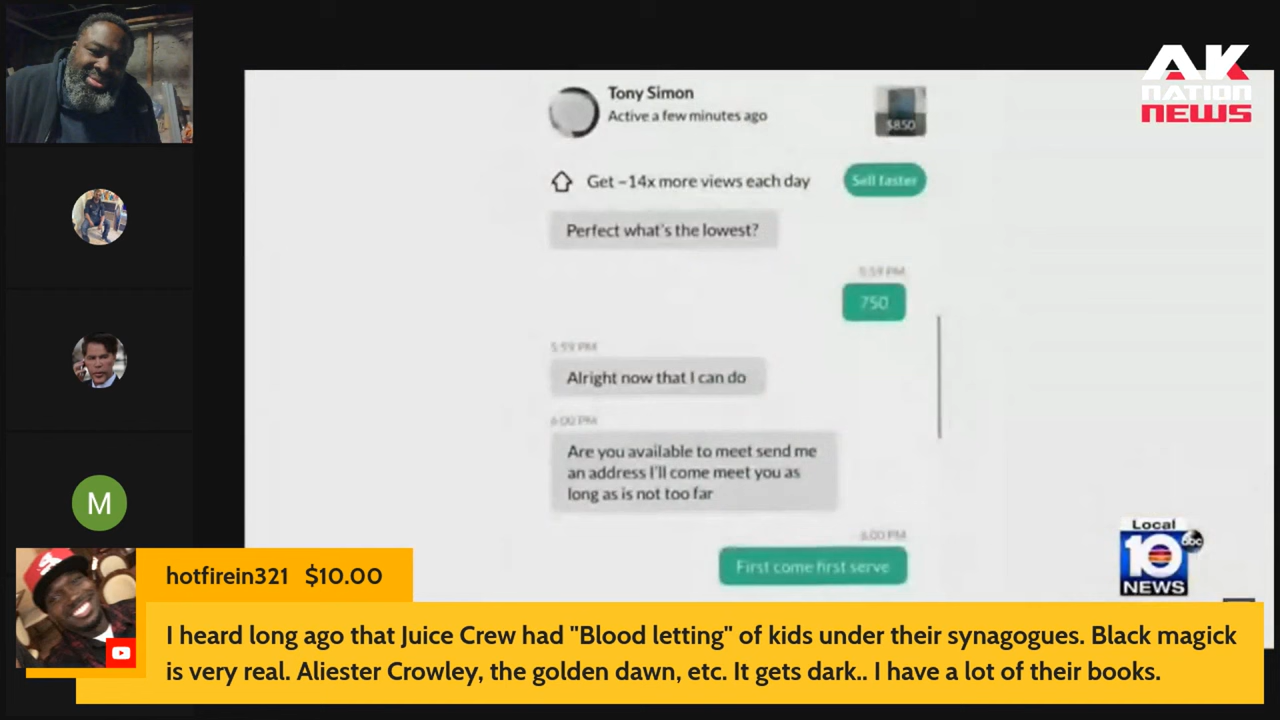 AK
NATION
NEWS
Tony Simon
Active a few minutes ago
$850
Get ~14x more views each day
Sell faster
Perfect what's the lowest?
5:59 PM
750
5:59 PM
Alright now that I can do
6:00 PM
Are you available to meet send me
an address I'll come meet you as
long as is not too far
6:00 PM
First come first serve
Local
10
abc
NEWS
M
hotfirein321 $10.00
I heard long ago that Juice Crew had "Blood letting" of kids under their synagogues. Black magick
is very real. Aliester Crowley, the golden dawn, etc. It gets dark.. I have a lot of their books.